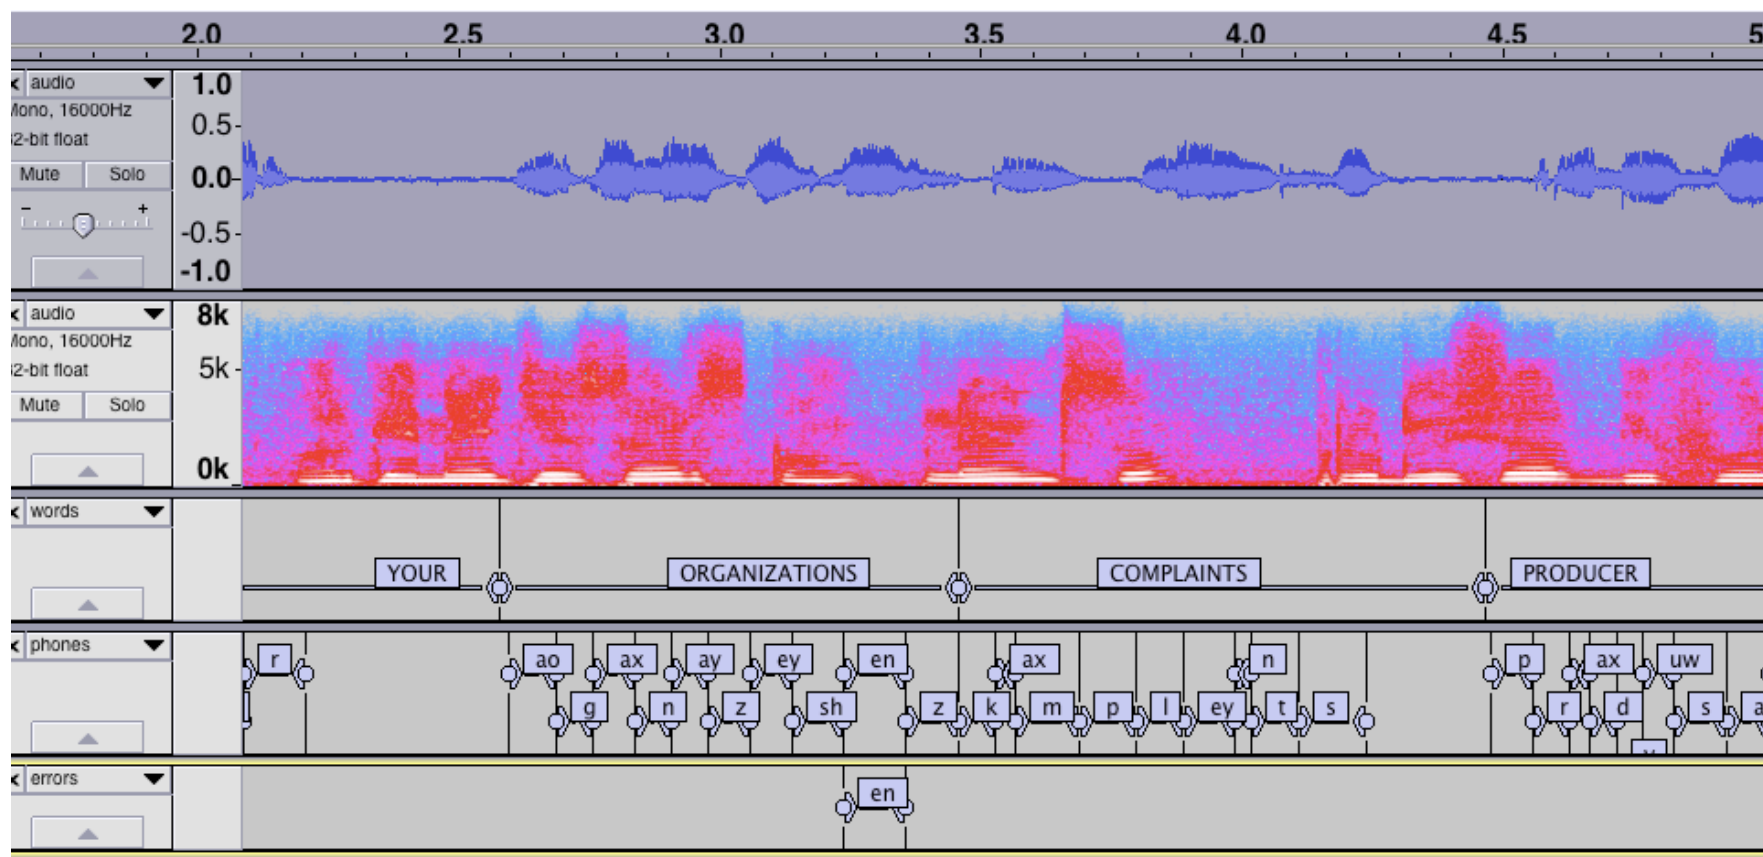 2.0 2.5 3.0 3.5 4.0 4.5 5
audio
1.0
Mono, 16000Hz
0.5
32-bit float
Mute Solo
0.0
- +
-0.5
-1.0
audio
8k
Mono, 16000Hz
32-bit float
5k
Mute Solo
0k
words
YOUR ORGANIZATIONS COMPLAINTS PRODUCER
phones
r ao ax ay ey en ax n p ax uw
g n z sh z k m p l ey t s r d s a
errors
en